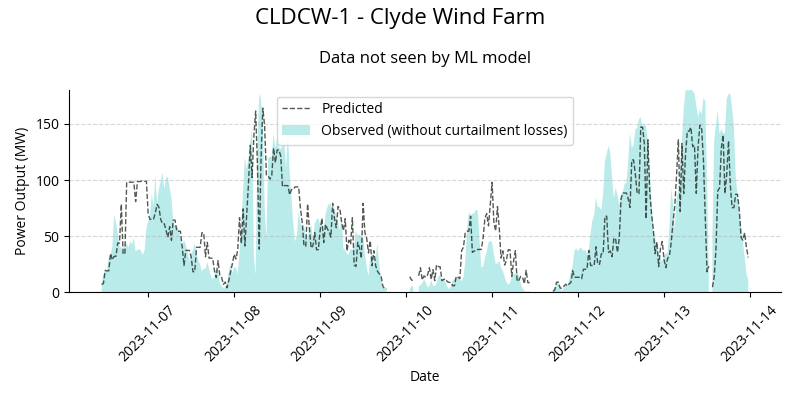 CLDCW-1 - Clyde Wind Farm
Data not seen by ML model
Predicted
Observed (without curtailment losses)
Power Output (MW)
150
100
50
0
2023-11-07
2023-11-08
2023-11-09
2023-11-10
2023-11-11
2023-11-12
2023-11-13
2023-11-14
Date